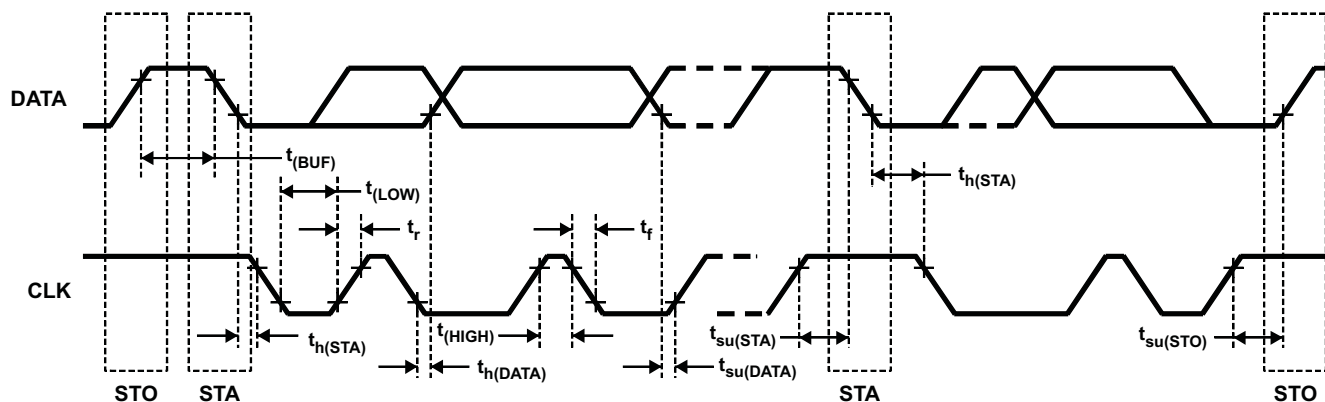 DATA
t(BUF)
t(LOW)
th(STA)
tr
tf
CLK
th(STA)
t(HIGH)
th(DATA)
tsu(DATA)
tsu(STA)
tsu(STO)
STO
STA
STA
STO